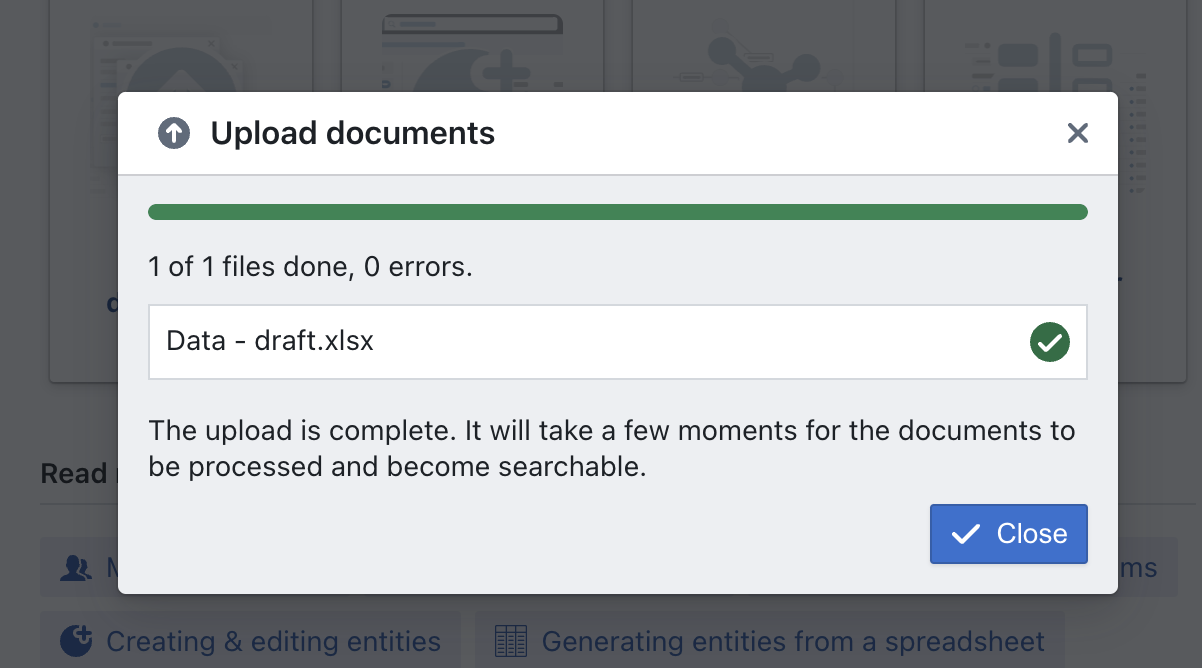 Upload documents
1 of 1 files done, 0 errors.
Data - draft.xlsx
The upload is complete. It will take a few moments for the documents to
be processed and become searchable.
Read
Close
ms
Creating & editing entities
Generating entities from a spreadsheet